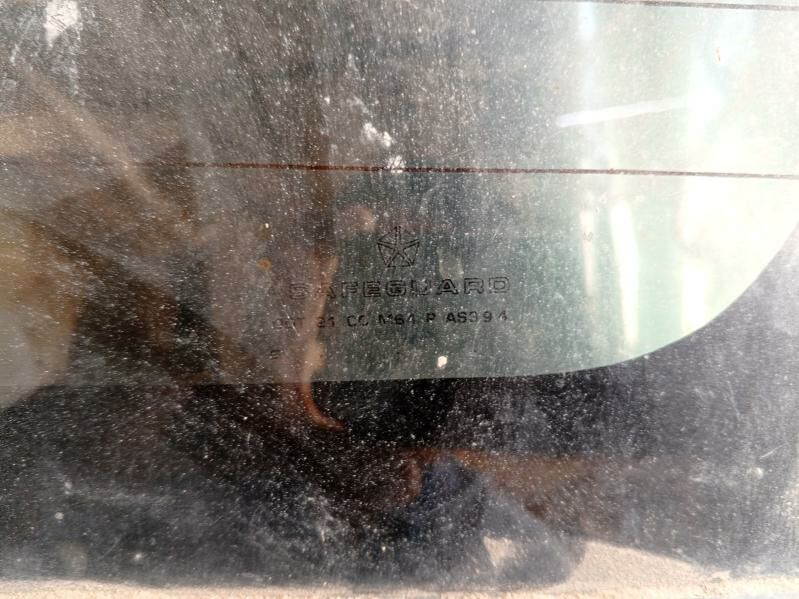 SAFEGUARD
DOT 21 CC M64 P AS3 9 4